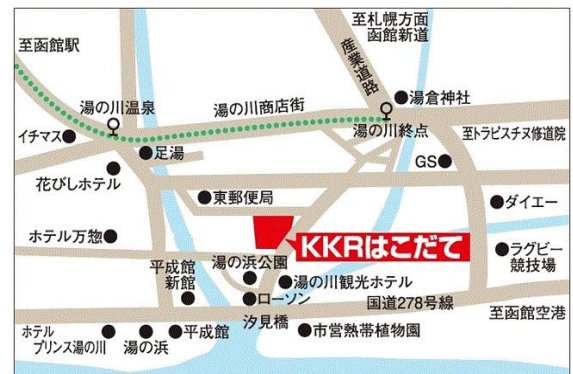 至札幌方面
函館新道
至函館駅
産業道路
湯の川温泉
湯の川商店街
湯倉神社
イチマス
湯の川終点
至トラピスチヌ修道院
足湯
GS
花びしホテル
東郵便局
ダイエー
ホテル万惣
KKRはこだて
ラグビー
競技場
平成館
新館
湯の浜公園
湯の川観光ホテル
ローソン
国道278号線
至函館空港
汐見橋
ホテル
プリンス湯の川
湯の浜
平成館
市営熱帯植物園